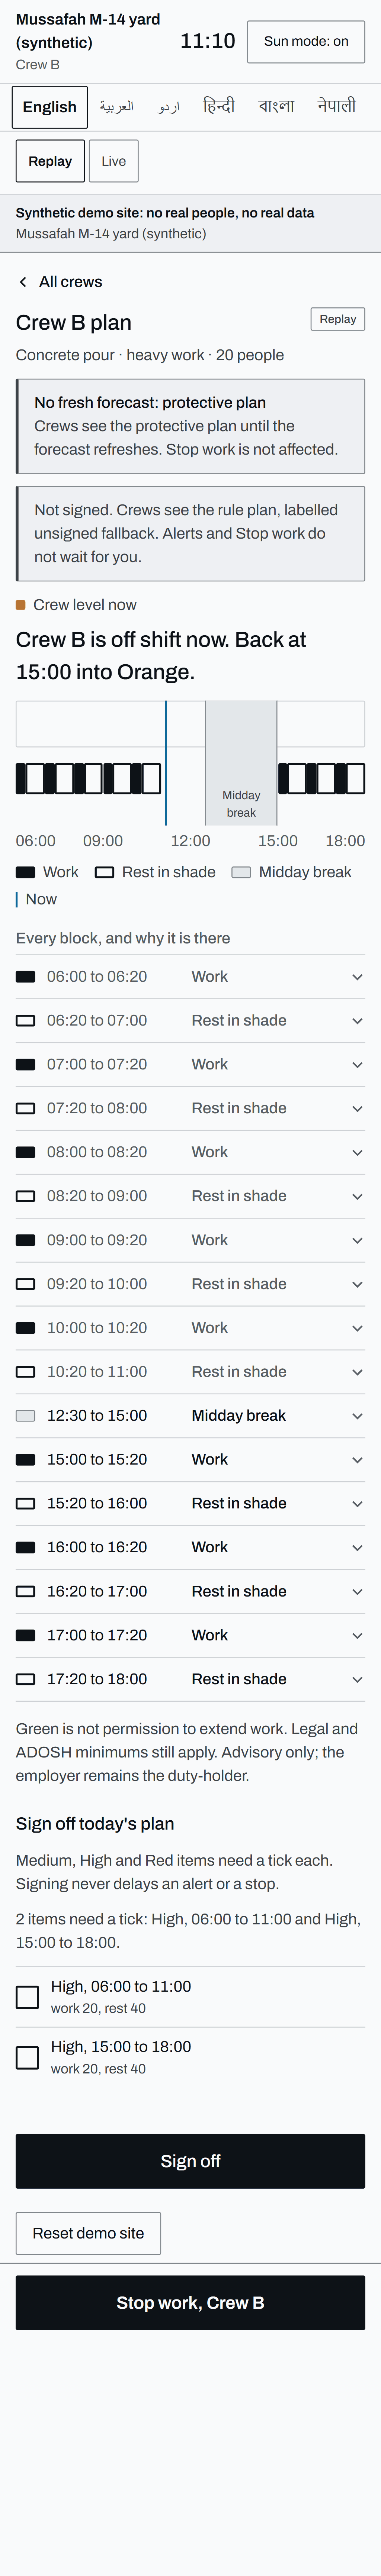 Mussafah M-14 yard
(synthetic)
Crew B
11:10
Sun mode: on
English
العربية
اردو
हिन्दी
বাংলা
नेपाली
Replay
Live
Synthetic demo site: no real people, no real data
Mussafah M-14 yard (synthetic)
All crews
Crew B plan
Replay
Concrete pour · heavy work · 20 people
No fresh forecast: protective plan
Crews see the protective plan until the
forecast refreshes. Stop work is not affected.
Not signed. Crews see the rule plan, labelled
unsigned fallback. Alerts and Stop work do
not wait for you.
Crew level now
Crew B is off shift now. Back at
15:00 into Orange.
Midday
break
06:00 09:00 12:00 15:00 18:00
Work Rest in shade Midday break
Now
Every block, and why it is there
06:00 to 06:20 Work
06:20 to 07:00 Rest in shade
07:00 to 07:20 Work
07:20 to 08:00 Rest in shade
08:00 to 08:20 Work
08:20 to 09:00 Rest in shade
09:00 to 09:20 Work
09:20 to 10:00 Rest in shade
10:00 to 10:20 Work
10:20 to 11:00 Rest in shade
12:30 to 15:00 Midday break
15:00 to 15:20 Work
15:20 to 16:00 Rest in shade
16:00 to 16:20 Work
16:20 to 17:00 Rest in shade
17:00 to 17:20 Work
17:20 to 18:00 Rest in shade
Green is not permission to extend work. Legal and
ADOSH minimums still apply. Advisory only; the
employer remains the duty-holder.
Sign off today's plan
Medium, High and Red items need a tick each.
Signing never delays an alert or a stop.
2 items need a tick: High, 06:00 to 11:00 and High,
15:00 to 18:00.
High, 06:00 to 11:00
work 20, rest 40
High, 15:00 to 18:00
work 20, rest 40
Sign off
Reset demo site
Stop work, Crew B